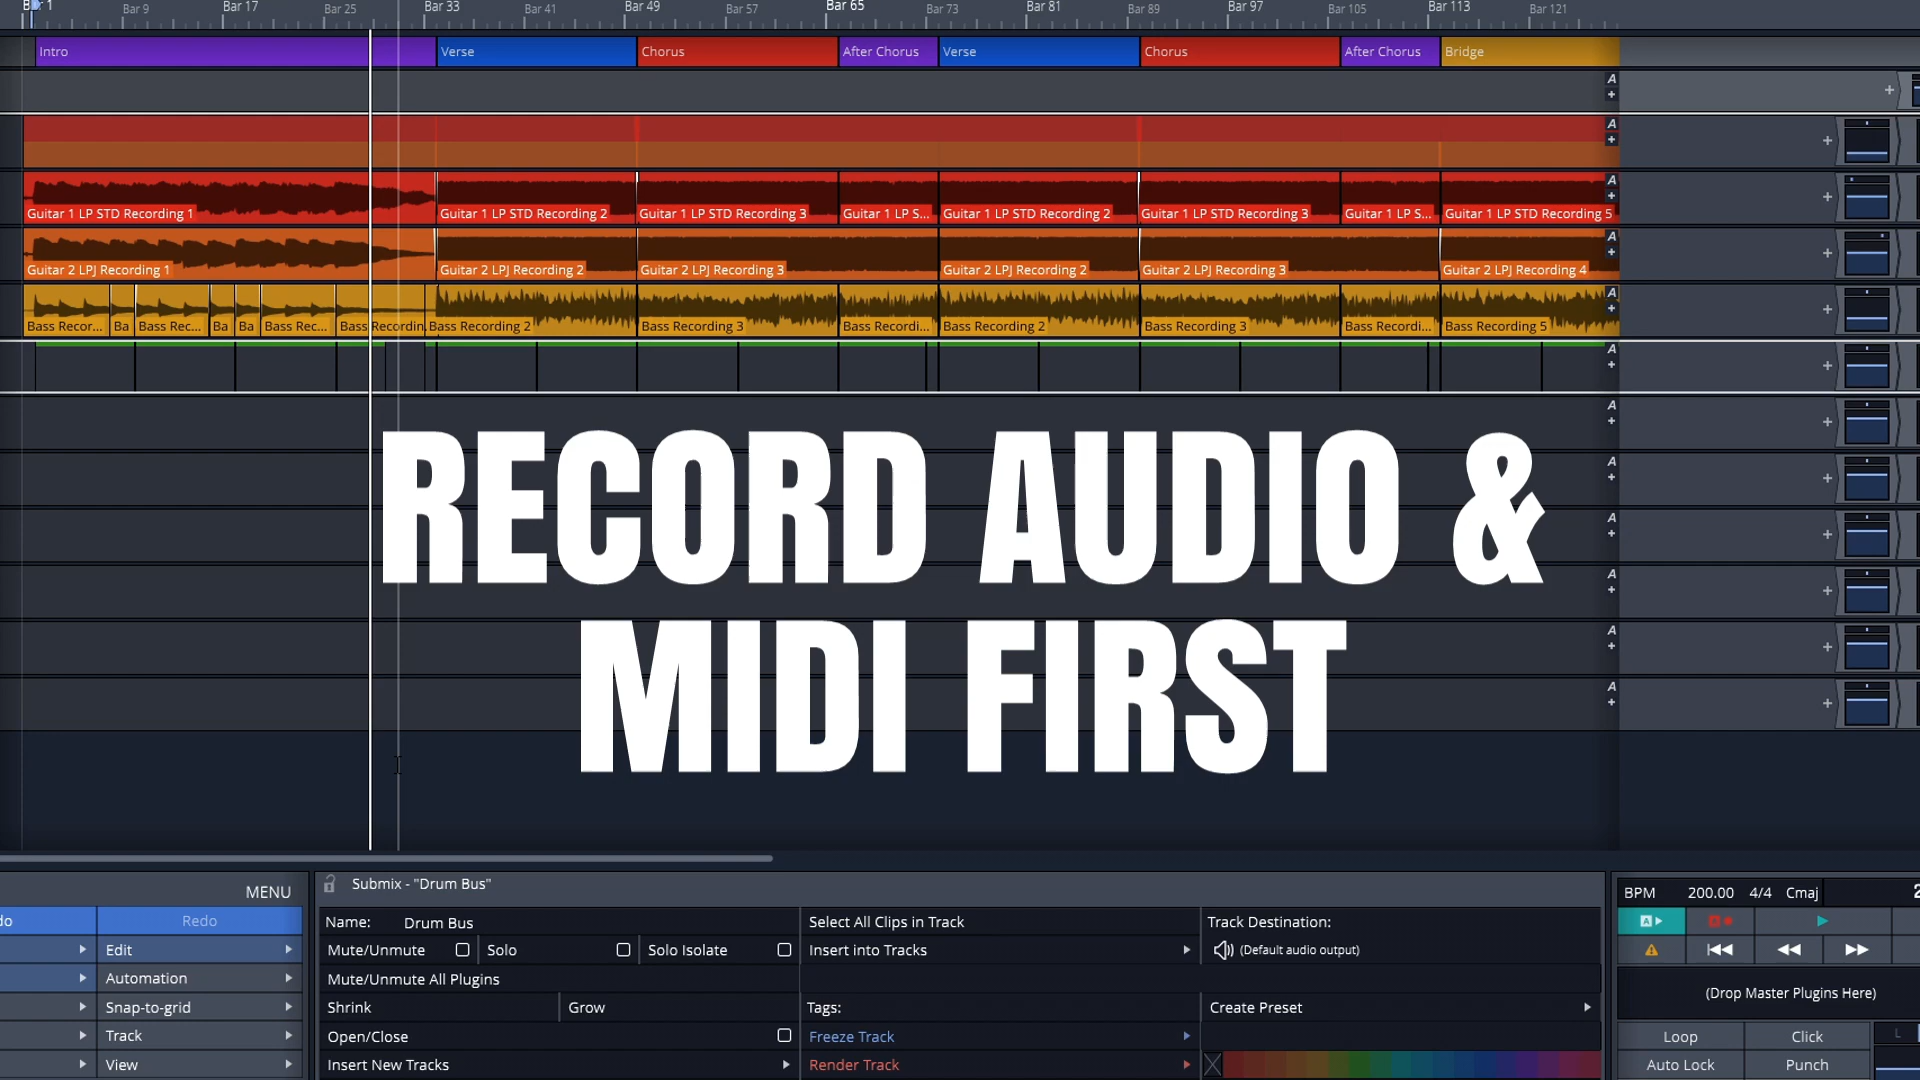 Bar 1 Bar 9 Bar 17 Bar 25 Bar 33 Bar 41 Bar 49 Bar 57 Bar 65 Bar 73 Bar 81 Bar 89 Bar 97 Bar 105 Bar 113 Bar 121
Intro Verse Chorus After Chorus Verse Chorus After Chorus Bridge
A
+ +
A
+ +
A
+ +
Guitar 1 LP STD Recording 1 Guitar 1 LP STD Recording 2 Guitar 1 LP STD Recording 3 Guitar 1 LP S... Guitar 1 LP STD Recording 2 Guitar 1 LP STD Recording 3 Guitar 1 LP S... Guitar 1 LP STD Recording 5
A
+ +
Guitar 2 LPJ Recording 1 Guitar 2 LPJ Recording 2 Guitar 2 LPJ Recording 3 Guitar 2 LPJ Recording 2 Guitar 2 LPJ Recording 3 Guitar 2 LPJ Recording 4
A
+ +
Bass Recor... Ba Bass Rec... Ba Ba Bass Rec... Bass Recordin Bass Recording 2 Bass Recording 3 Bass Recordi... Bass Recording 2 Bass Recording 3 Bass Recordi... Bass Recording 5
A
+ +
A
+ +
A
+ +
A
+ +
A
+ +
A
+ +
A
+ +
RECORD AUDIO &
MIDI FIRST
MENU
do Redo
Edit
Automation
Snap-to-grid
Track
View
Submix - "Drum Bus"
Name: Drum Bus Select All Clips in Track Track Destination:
Mute/Unmute Solo Solo Isolate Insert into Tracks (Default audio output)
Mute/Unmute All Plugins
Shrink Grow Tags: Create Preset
Open/Close Freeze Track
Insert New Tracks Render Track
BPM 200.00 4/4 Cmaj
A A
(Drop Master Plugins Here)
Loop Click L
Auto Lock Punch